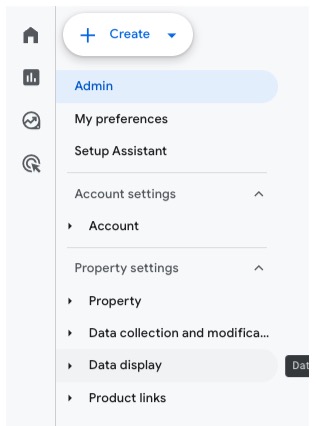 Create
Admin
My preferences
Setup Assistant
Account settings
Account
Property settings
Property
Data collection and modifica...
Data display
Dat
Product links